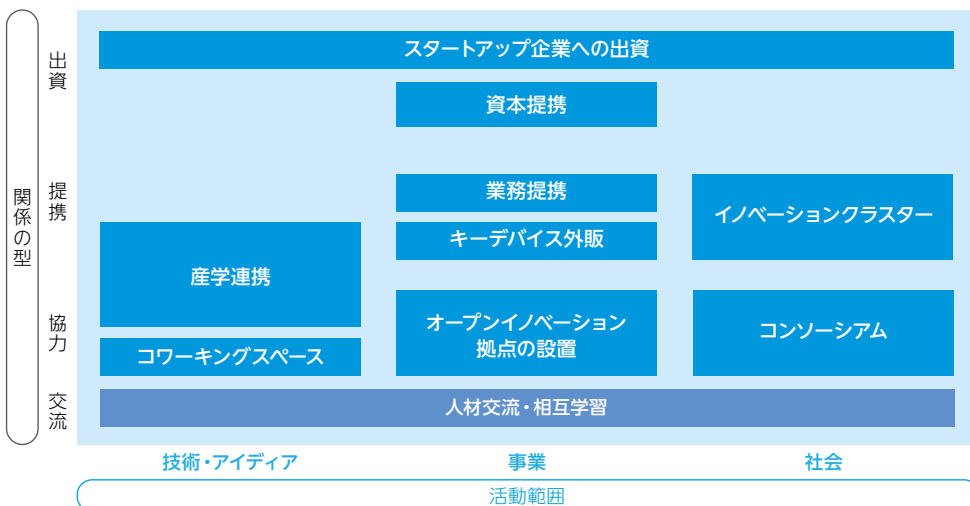 関係の型
出資
提携
協力
交流
スタートアップ企業への出資
資本提携
業務提携
キーデバイス外販
イノベーションクラスター
産学連携
コワーキングスペース
オープンイノベーション
拠点の設置
コンソーシアム
人材交流・相互学習
技術・アイディア
事業
社会
活動範囲